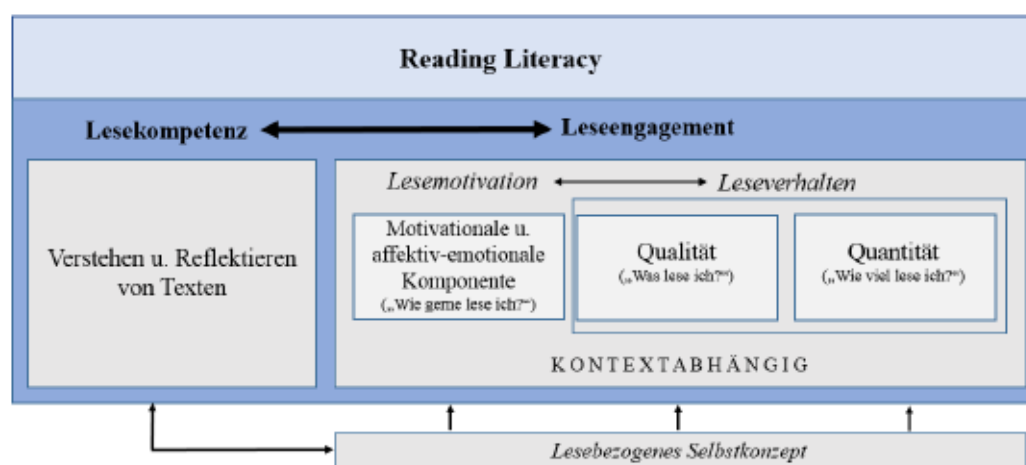 Reading Literacy
Lesekompetenz
Leseengagement
Verstehen u. Reflektieren
von Texten
Lesemotivation
Leseverhalten
Motivationale u.
affektiv-emotionale
Komponente
(„Wie gerne lese ich?“)
Qualität
(„Was lese ich?“)
Quantität
(„Wie viel lese ich?“)
KONTEXTABHÄNGIG
Lesebezogenes Selbstkonzept